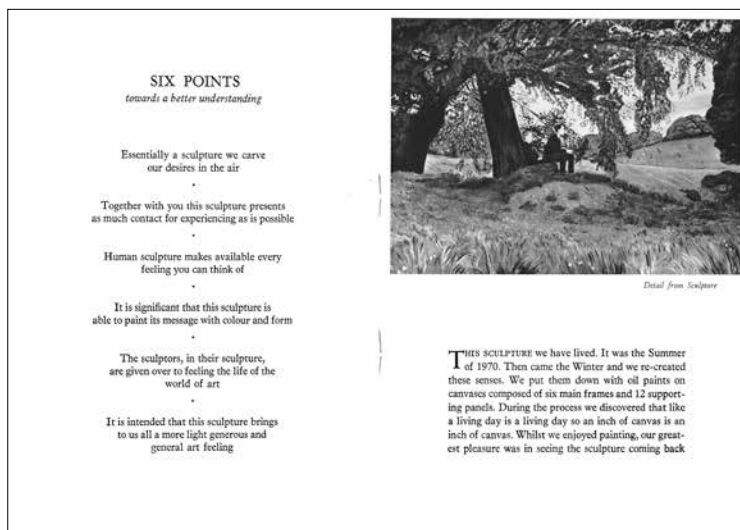 SIX POINTS
towards a better understanding
Essentially a sculpture we carve
our desires in the air
Together with you this sculpture presents
as much contact for experiencing as is possible
Human sculpture makes available every
feeling you can think of
It is significant that this sculpture is
able to paint its message with colour and form
The sculptors, in their sculpture,
are given over to feeling the life of the
world of art
It is intended that this sculpture brings
to us all a more light generous and
general art feeling
Detail from Sculpture
THIS SCULPTURE we have lived. It was the Summer
of 1970. Then came the Winter and we re-created
these senses. We put them down with oil paints on
canvases composed of six main frames and 12 support-
ing panels. During the process we discovered that like
a living day is a living day so an inch of canvas is an
inch of canvas. Whilst we enjoyed painting, our great-
est pleasure was in seeing the sculpture coming back